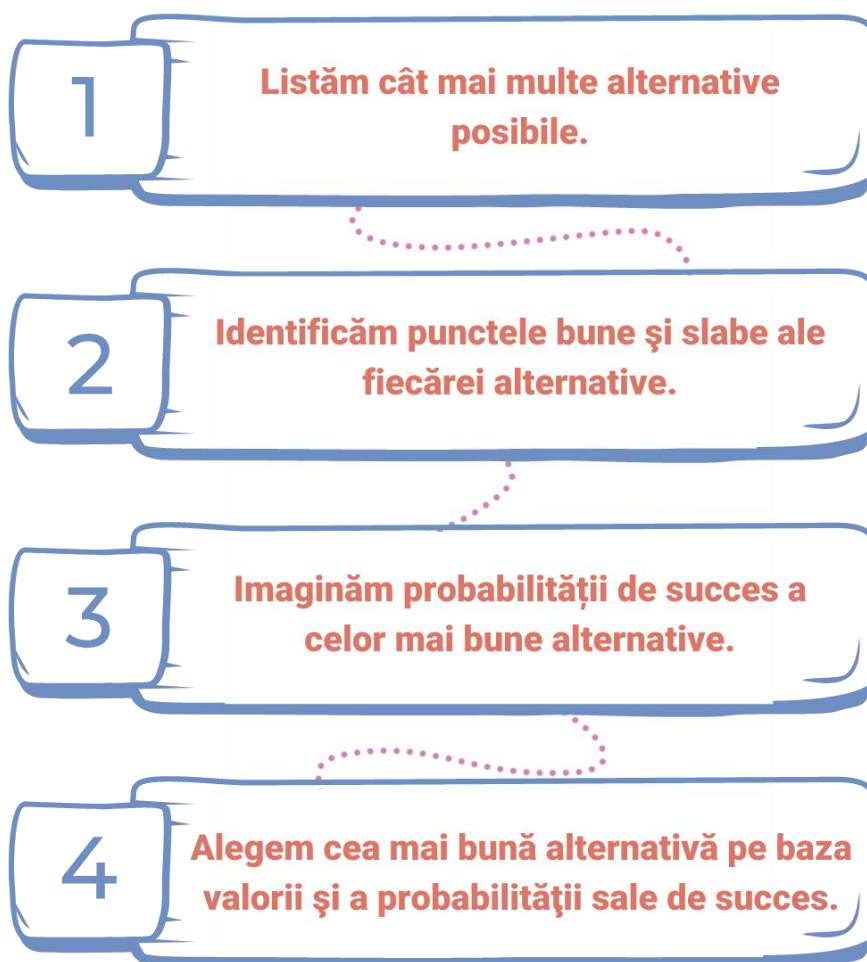 1
Listăm cât mai multe alternative
posibile.
2
Identificăm punctele bune şi slabe ale
fiecărei alternative.
3
Imaginăm probabilității de succes a
celor mai bune alternative.
4
Alegem cea mai bună alternativă pe baza
valorii şi a probabilităţii sale de succes.